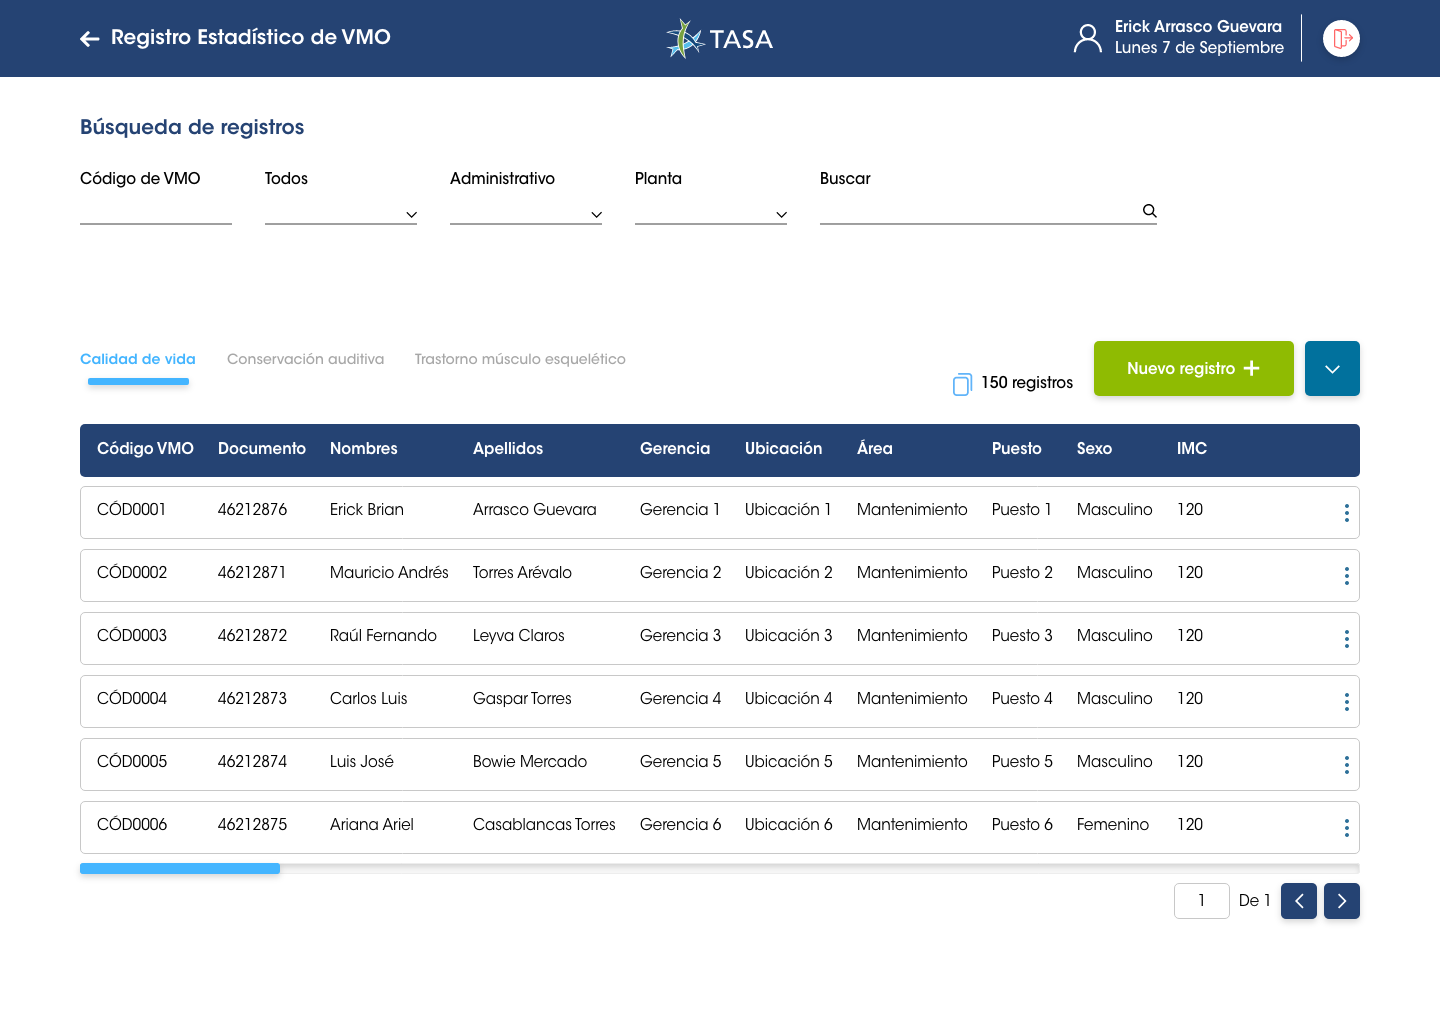 Registro Estadístico de VMO
TASA
Erick Arrasco Guevara
Lunes 7 de Septiembre
Búsqueda de registros
Código de VMO Todos Administrativo Planta Buscar
Calidad de vida Conservación auditiva Trastorno músculo esquelético
150 registros
Nuevo registro
Código VMO Documento Nombres Apellidos Gerencia Ubicación Área Puesto Sexo IMC
CÓD0001 46212876 Erick Brian Arrasco Guevara Gerencia 1 Ubicación 1 Mantenimiento Puesto 1 Masculino 120
CÓD0002 46212871 Mauricio Andrés Torres Arévalo Gerencia 2 Ubicación 2 Mantenimiento Puesto 2 Masculino 120
CÓD0003 46212872 Raúl Fernando Leyva Claros Gerencia 3 Ubicación 3 Mantenimiento Puesto 3 Masculino 120
CÓD0004 46212873 Carlos Luis Gaspar Torres Gerencia 4 Ubicación 4 Mantenimiento Puesto 4 Masculino 120
CÓD0005 46212874 Luis José Bowie Mercado Gerencia 5 Ubicación 5 Mantenimiento Puesto 5 Masculino 120
CÓD0006 46212875 Ariana Ariel Casablancas Torres Gerencia 6 Ubicación 6 Mantenimiento Puesto 6 Femenino 120
1 De 1